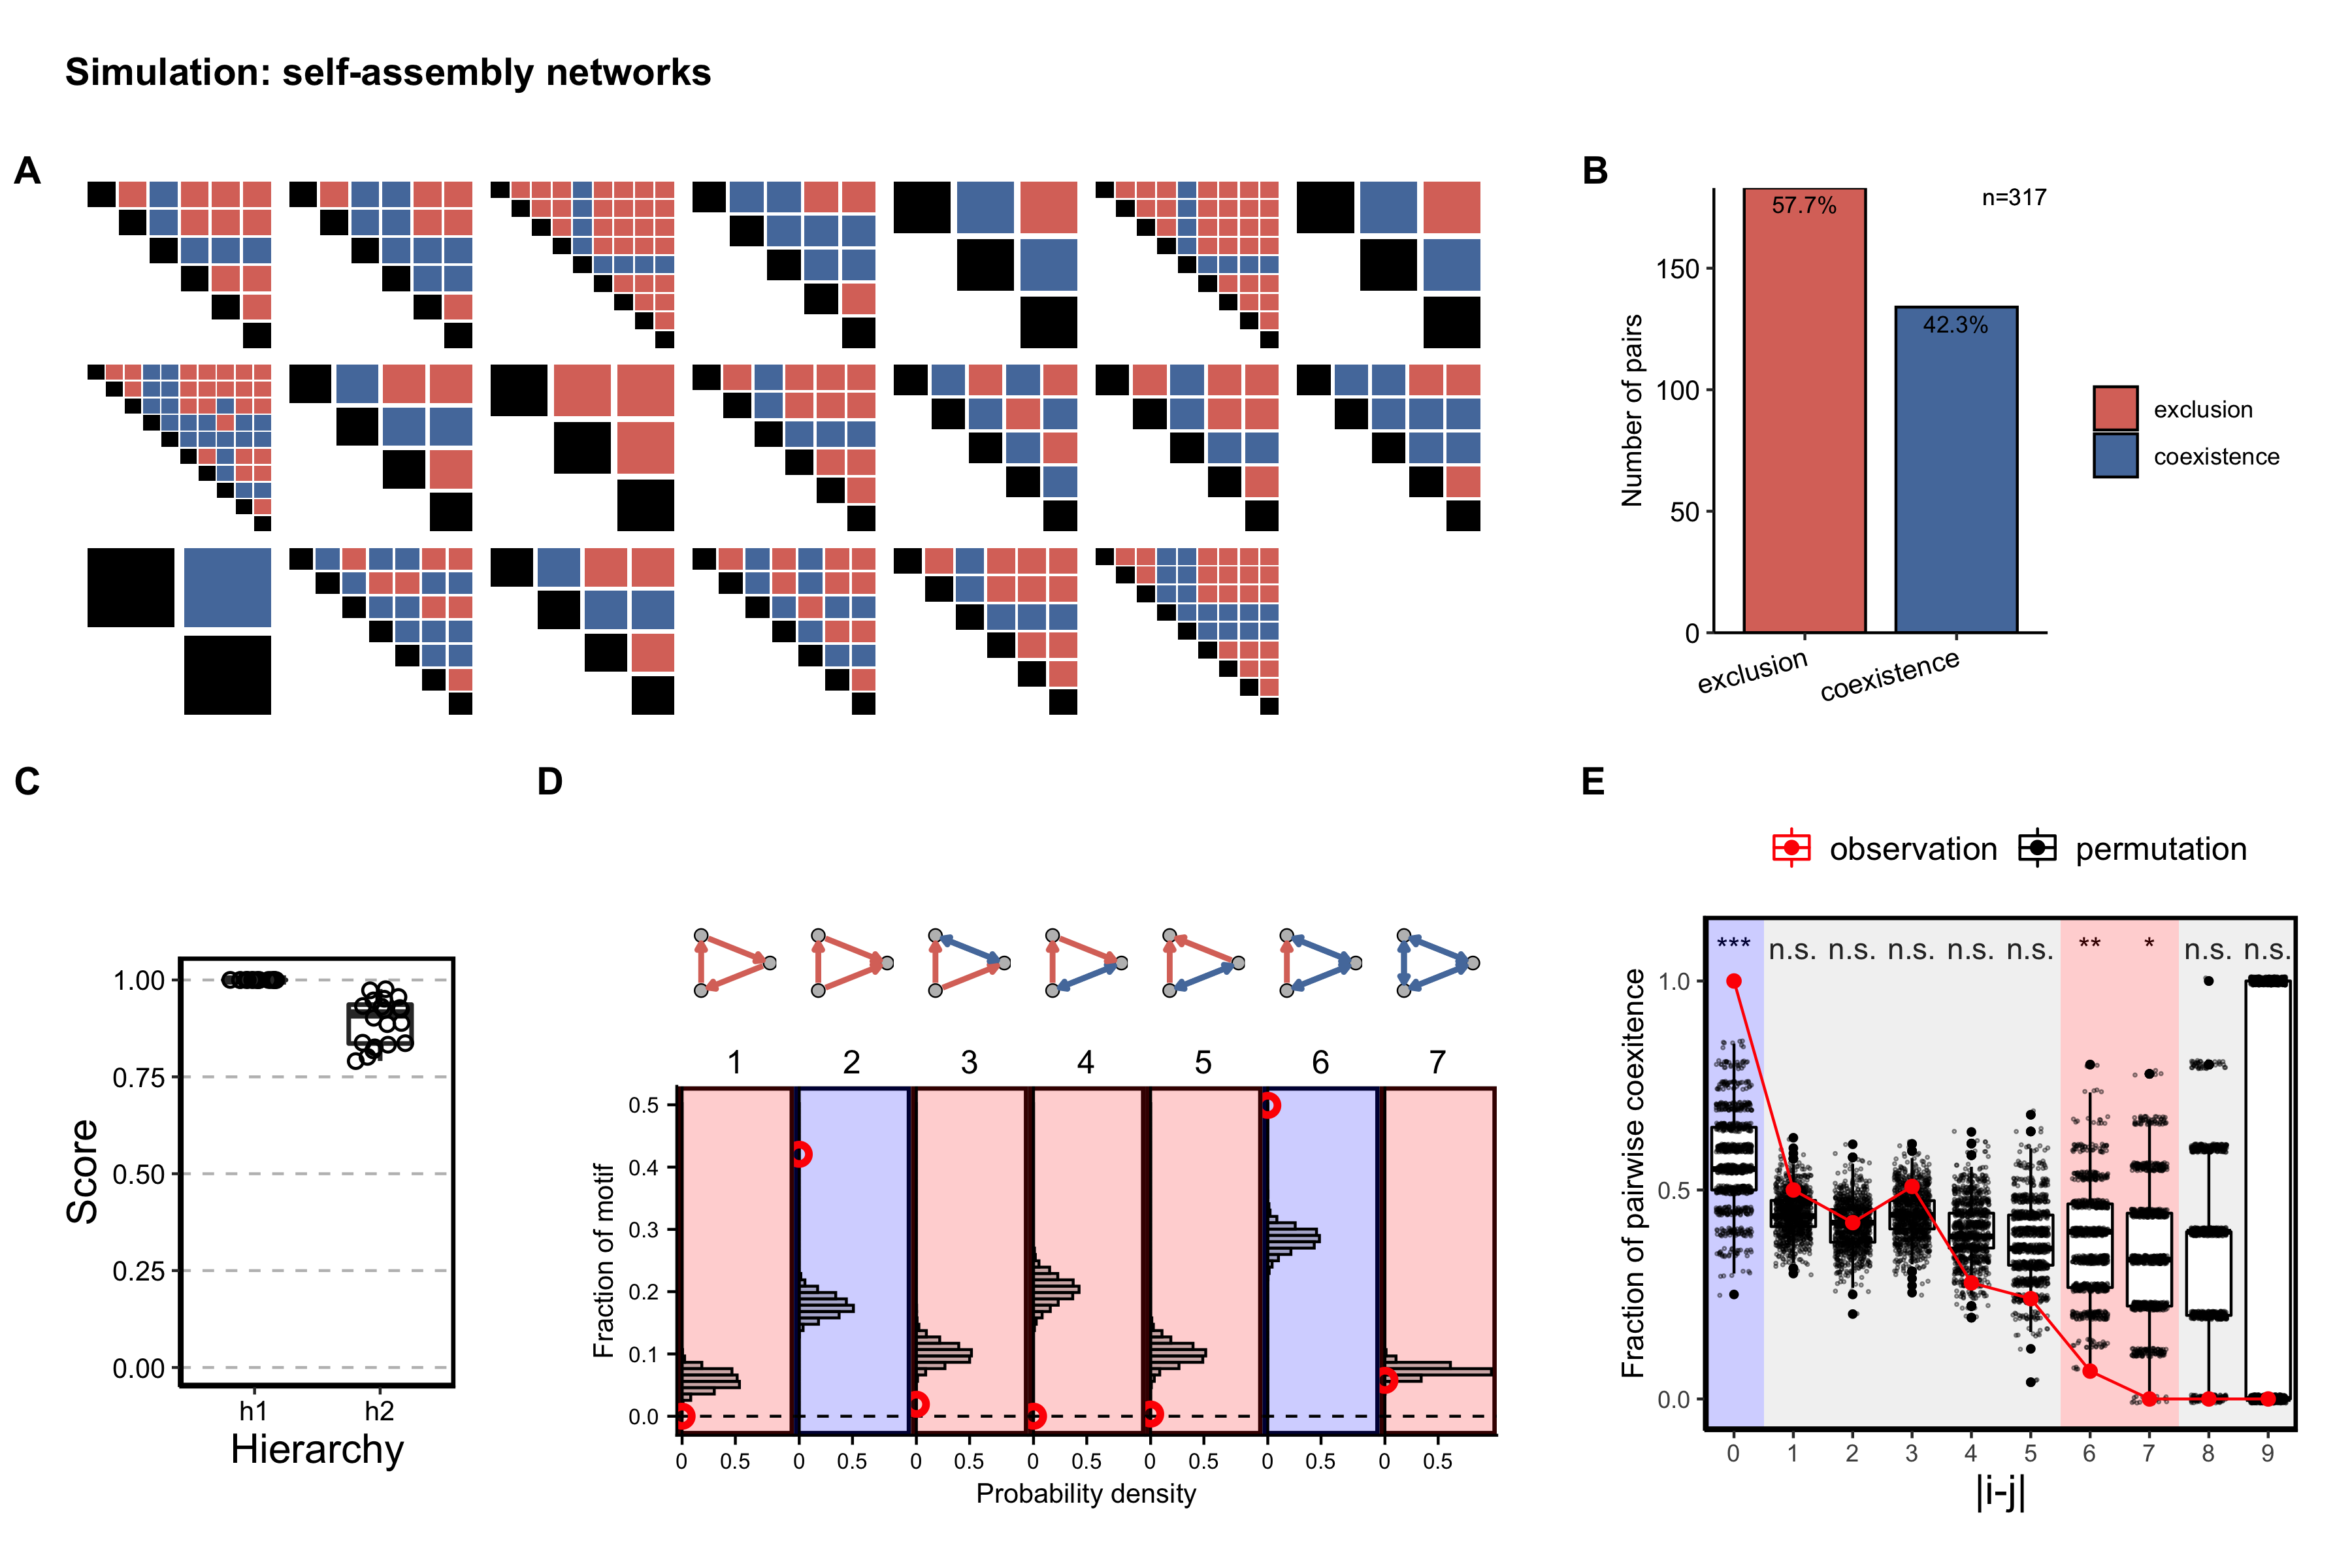 Simulation: self-assembly networks
A
B
57.7%
n=317
42.3%
Number of pairs
150
100
50
0
exclusion
coexistence
exclusion
coexistence
C
Score
1.00
0.75
0.50
0.25
0.00
h1
h2
Hierarchy
D
1
2
3
4
5
6
7
Fraction of motif
0.5
0.4
0.3
0.2
0.1
0.0
0 0.5 0 0.5 0 0.5 0 0.5 0 0.5 0 0.5 0 0.5
Probability density
E
observation
permutation
*** n.s. n.s. n.s. n.s. n.s. ** * n.s. n.s.
Fraction of pairwise coexitence
1.0
0.5
0.0
0 1 2 3 4 5 6 7 8 9
|i-j|